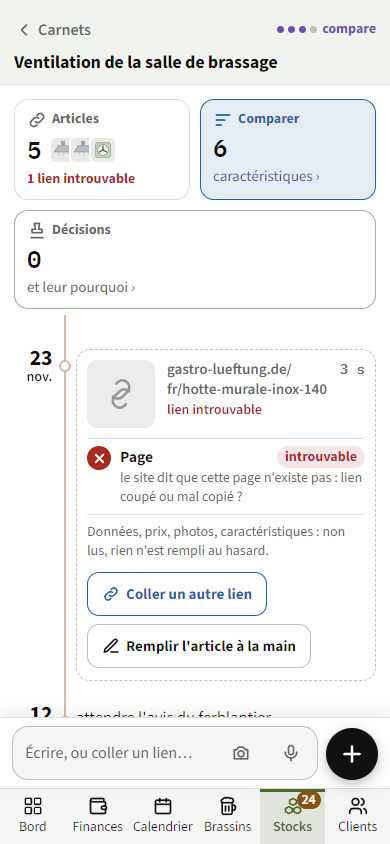 Carnets
compare
Ventilation de la salle de brassage
Articles
5
1 lien introuvable
Comparer
6
caractéristiques ›
Décisions
0
et leur pourquoi ›
23
nov.
gastro-lueftung.de/
fr/hotte-murale-inox-140
3 s
lien introuvable
Page
introuvable
le site dit que cette page n'existe pas : lien
coupé ou mal copié ?
Données, prix, photos, caractéristiques : non
lus, rien n'est rempli au hasard.
Coller un autre lien
Remplir l'article à la main
12
attendre l'avis du ferblantier
Écrire, ou coller un lien…
24
Bord
Finances
Calendrier
Brassins
Stocks
Clients